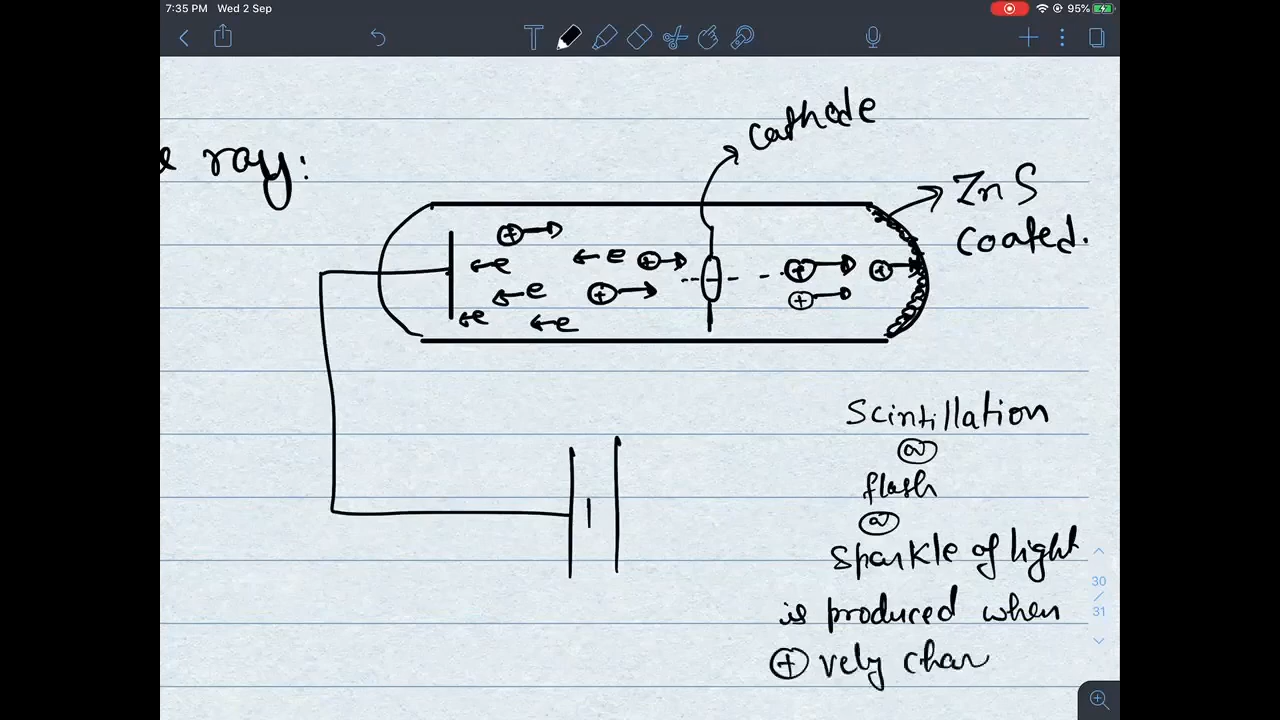 7:35 PM Wed 2 Sep
95%
T
cathode
ray:
ZnS
coated.
+
← e
← e + →
+ →
+ →
← e
+ →
+ →
+ →
← e
← e
Scintillation
flash
Sparkle of light
is produced when
+ vely char
30
/
31